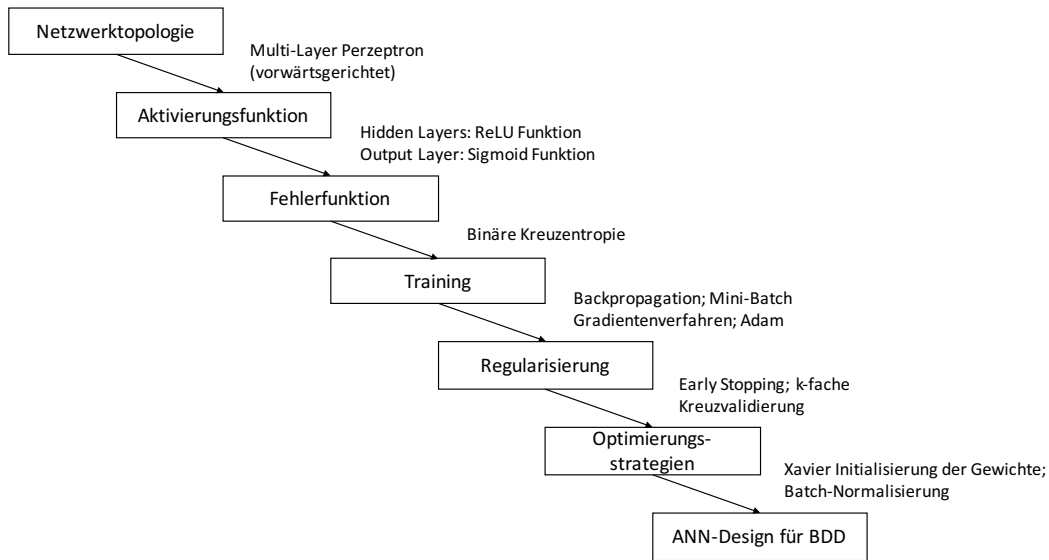 Netzwerktopologie
Multi-Layer Perzeptron
(vorwärtsgerichtet)
Aktivierungsfunktion
Hidden Layers: ReLU Funktion
Output Layer: Sigmoid Funktion
Fehlerfunktion
Binäre Kreuzentropie
Training
Backpropagation; Mini-Batch
Gradientenverfahren; Adam
Regularisierung
Early Stopping; k-fache
Kreuzvalidierung
Optimierungs-
strategien
Xavier Initialisierung der Gewichte;
Batch-Normalisierung
ANN-Design für BDD